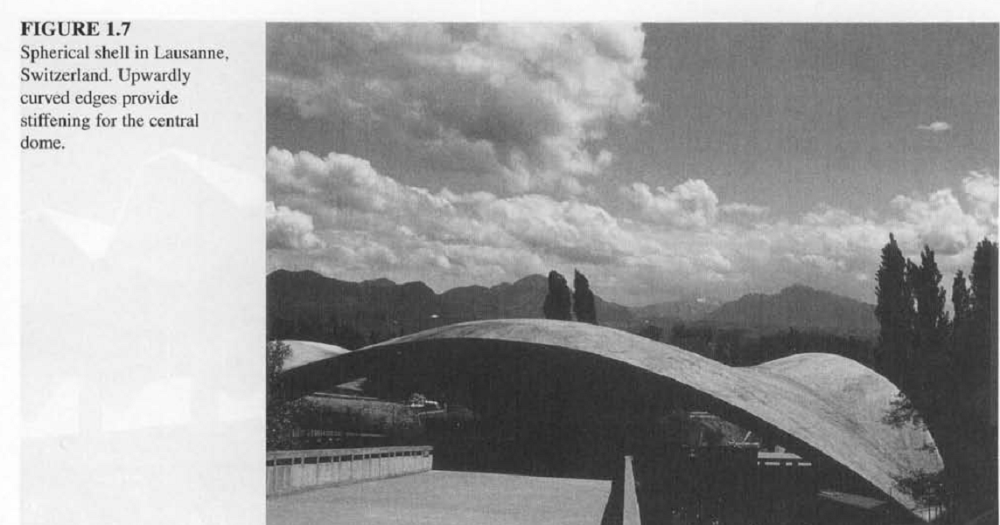 FIGURE 1.7
Spherical shell in Lausanne,
Switzerland. Upwardly
curved edges provide
stiffening for the central
dome.